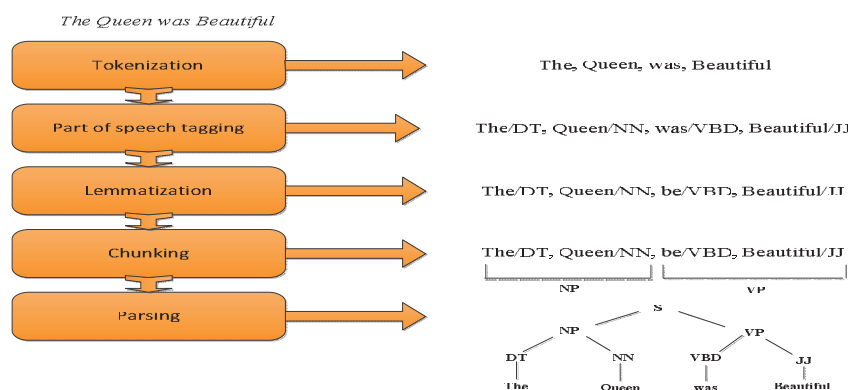 The Queen was Beautiful
Tokenization
The, Queen, was, Beautiful
Part of speech tagging
The/DT, Queen/NN, was/VBD, Beautiful/JJ
Lemmatization
The/DT, Queen/NN, be/VBD, Beautiful/JJ
Chunking
The/DT, Queen/NN, be/VBD, Beautiful/JJ
NP VP
Parsing
S
NP VP
DT NN VBD JJ
The Queen was Beautiful